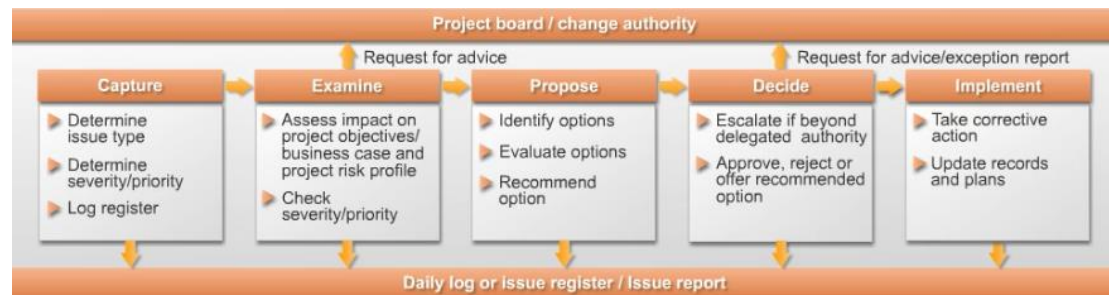 Project board / change authority
Request for advice
Request for advice/exception report
Capture
Determine
issue type
Determine
severity/priority
Log register
Examine
Assess impact on
project objectives/
business case and
project risk profile
Check
severity/priority
Propose
Identify options
Evaluate options
Recommend
option
Decide
Escalate if beyond
delegated authority
Approve, reject or
offer recommended
option
Implement
Take corrective
action
Update records
and plans
Daily log or issue register / Issue report